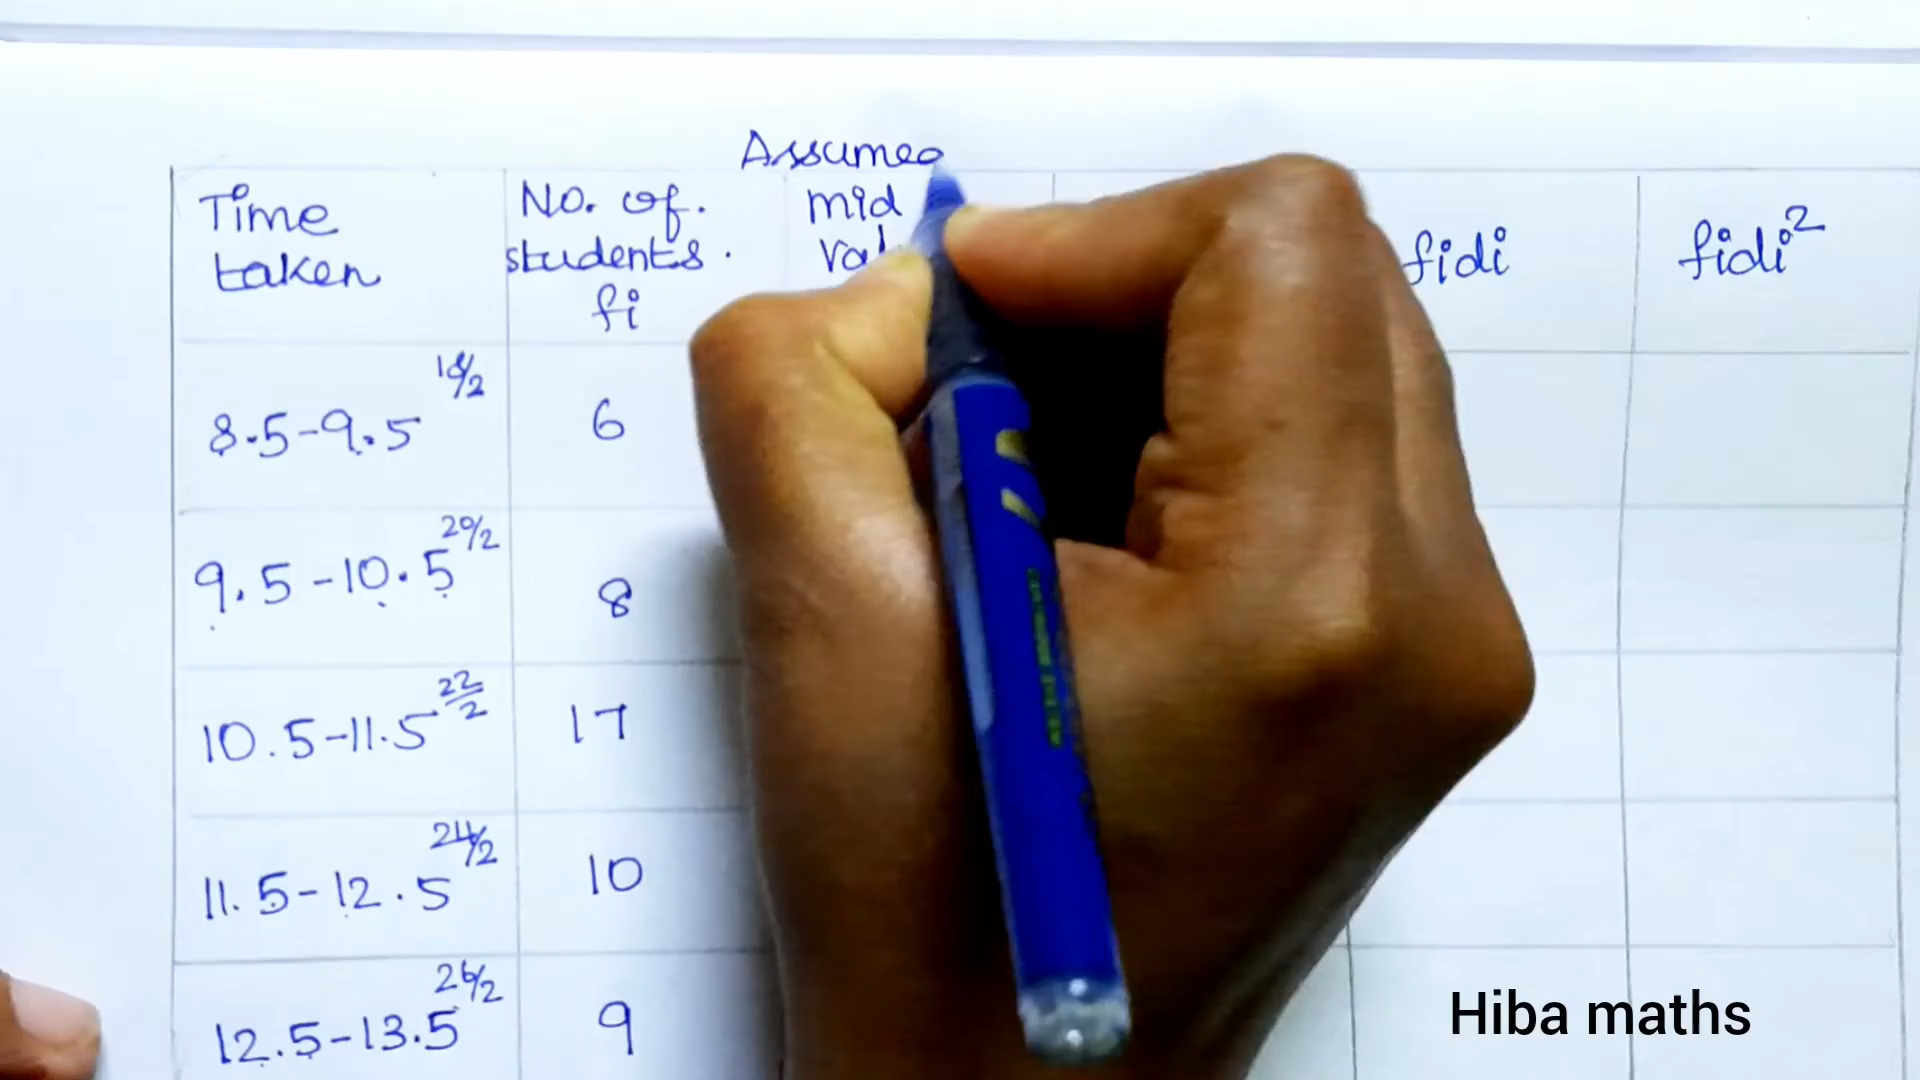 Assumed
Time
taken
No. of.
students.
fi
mid
fidi
fidi²
8.5-9.5 18/2
6
9.5-10.5 20/2
8
10.5-11.5 22/2
17
11.5-12.5 24/2
10
12.5-13.5 26/2
9
Hiba maths